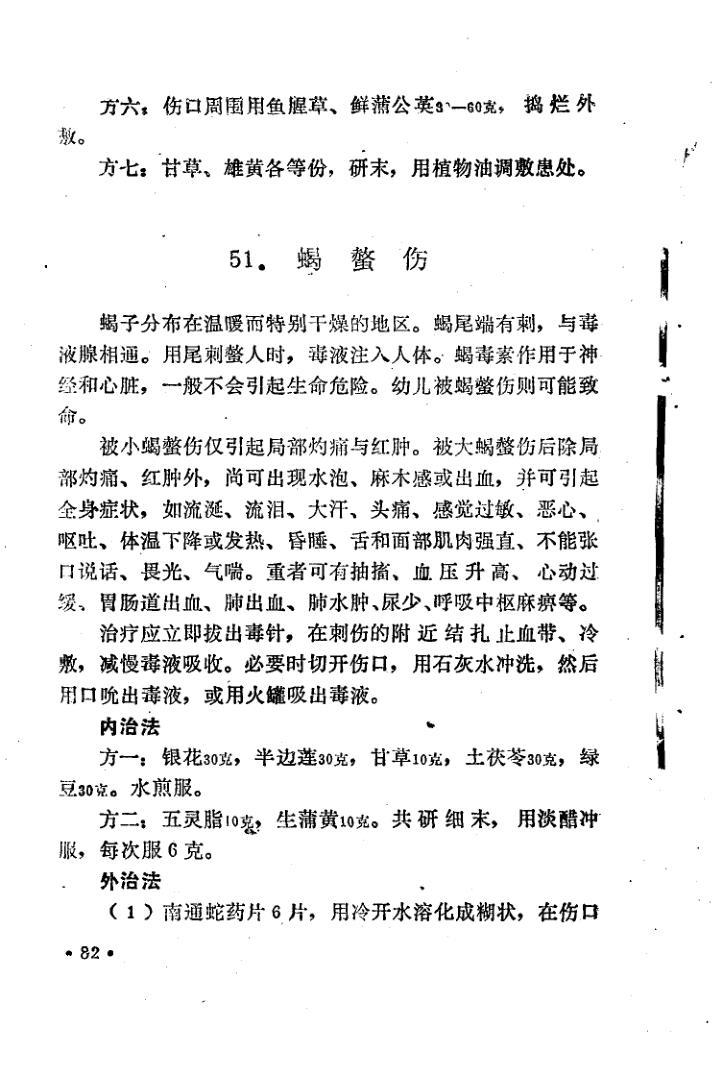 方六：伤口周围用鱼腥草、鲜蒲公英30—60克，捣烂外
敷。
方七：甘草、雄黄各等份，研末，用植物油调敷患处。
51．蝎螫伤
蝎子分布在温暖而特别干燥的地区。蝎尾端有刺，与毒
液腺相通。用尾刺螫人时，毒液注入人体。蝎毒素作用于神
经和心脏，一般不会引起生命危险。幼儿被蝎螫伤则可能致
命。
被小蝎螫伤仅引起局部灼痛与红肿。被大蝎螫伤后除局
部灼痛、红肿外，尚可出现水泡、麻木感或出血，并可引起
全身症状，如流涎、流泪、大汗、头痛、感觉过敏、恶心、
呕吐、体温下降或发热、昏睡、舌和面部肌肉强直、不能张
口说话、畏光、气喘。重者可有抽搐、血压升高、心动过
缓、胃肠道出血、肺出血、肺水肿、尿少、呼吸中枢麻痹等。
治疗应立即拔出毒针，在刺伤的附近结扎止血带、冷
敷，减慢毒液吸收。必要时切开伤口，用石灰水冲洗，然后
用口吮出毒液，或用火罐吸出毒液。
内治法
方一：银花30克，半边莲30克，甘草10克，土茯苓30克，绿
豆30克。水煎服。
方二：五灵脂10克，生蒲黄10克。共研细末，用淡醋冲
服，每次服6克。
外治法
（1）南通蛇药片6片，用冷开水溶化成糊状，在伤口
·82·